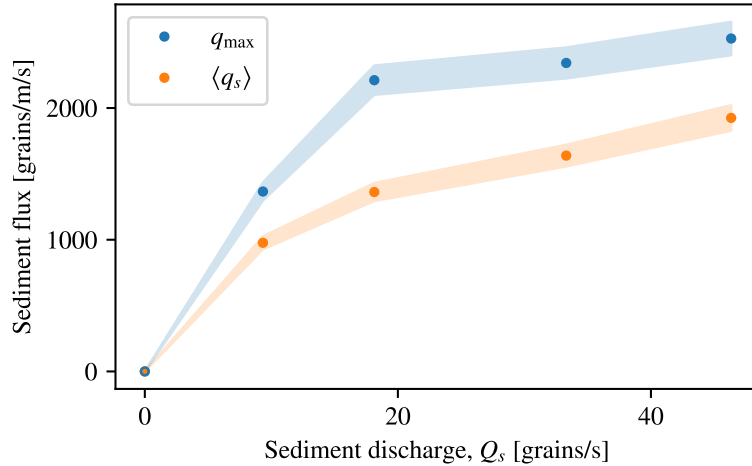 q_max
⟨q_s⟩
Sediment flux [grains/m/s]
2000
1000
0
0 20 40
Sediment discharge, Q_s [grains/s]